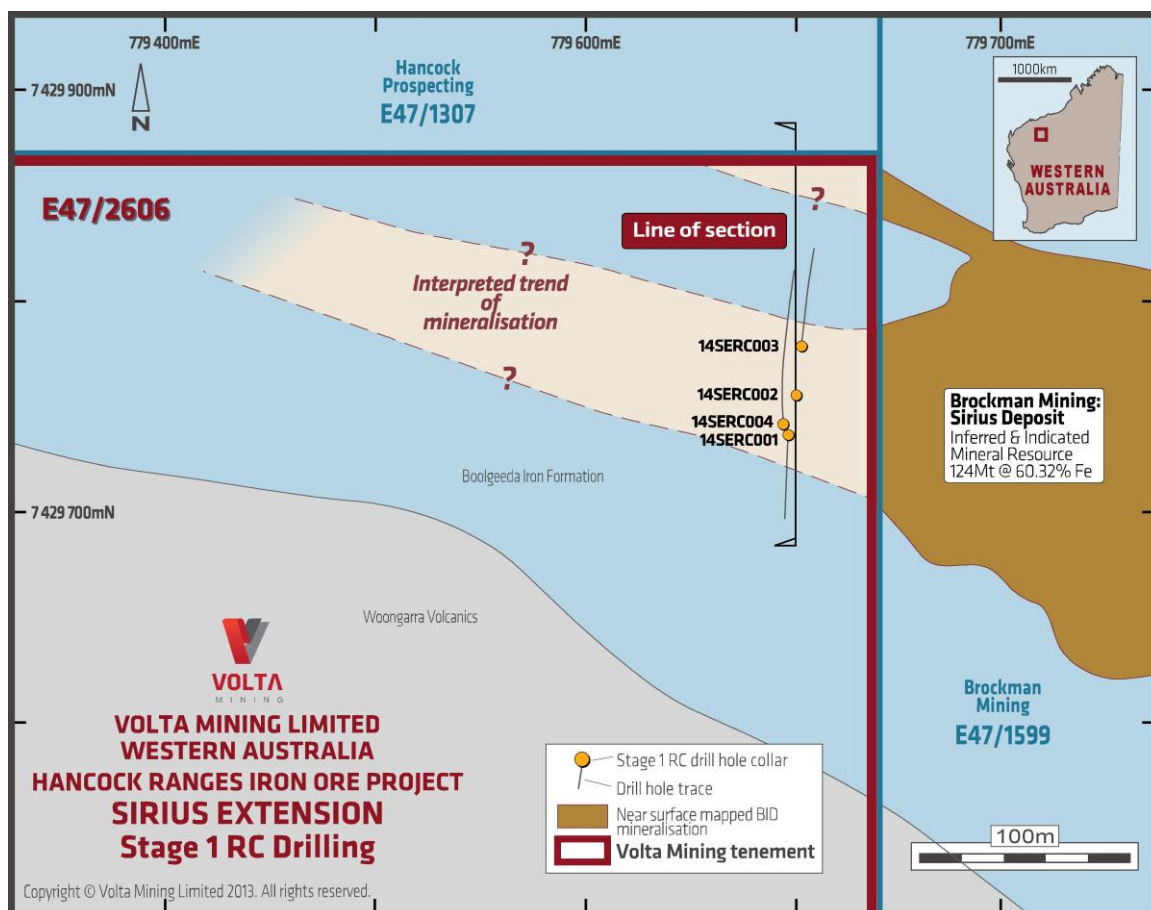 779 400mE
779 600mE
779 700mE
7 429 900mN
N
Hancock
Prospecting
E47/1307
1000km
WESTERN
AUSTRALIA
E47/2606
?
Line of section
?
Interpreted trend
of
mineralisation
?
14SERC003
14SERC002
14SERC004
14SERC001
Brockman Mining:
Sirius Deposit
Inferred & Indicated
Mineral Resource
124Mt @ 60.32% Fe
Boolgeeda Iron Formation
7 429 700mN
Woongarra Volcanics
VOLTA
MINING
VOLTA MINING LIMITED
WESTERN AUSTRALIA
HANCOCK RANGES IRON ORE PROJECT
SIRIUS EXTENSION
Stage 1 RC Drilling
Brockman
Mining
E47/1599
Stage 1 RC drill hole collar
Drill hole trace
Near surface mapped BID
mineralisation
Volta Mining tenement
100m
Copyright © Volta Mining Limited 2013. All rights reserved.